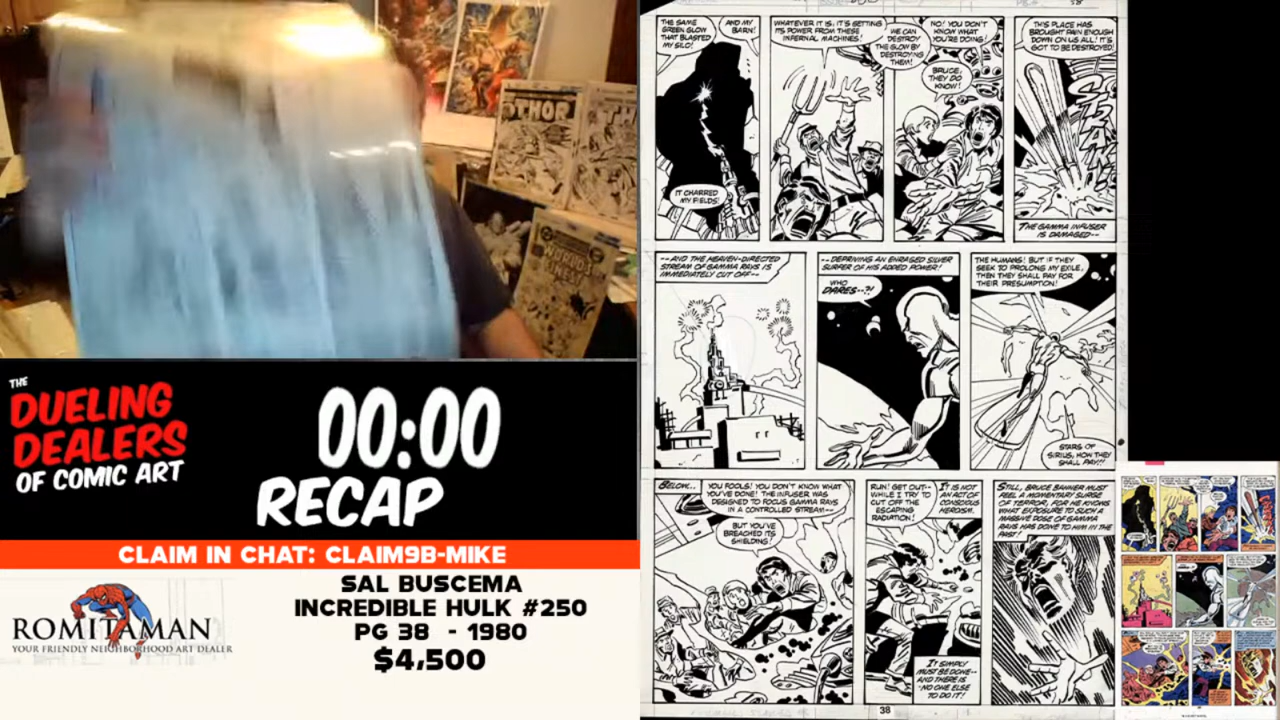 THOR
THE
DUELING
DEALERS
OF COMIC ART
00:00
RECAP
CLAIM IN CHAT: CLAIM9B-MIKE
ROMITAMAN
YOUR FRIENDLY NEIGHBORHOOD ART DEALER
SAL BUSCEMA
INCREDIBLE HULK #250
PG 38 - 1980
$4,500
THE SAME
GREEN GLOW
THAT BLASTED
MY SILO!
AND MY
BARN!
IT CHARRED
MY FIELDS!
WHATEVER IT IS, IT'S GETTING
ITS POWER FROM THESE
INFERNAL MACHINES!
WE CAN
DESTROY
THE GLOW BY
DESTROYING
THEM!
NO! YOU DON'T
KNOW WHAT
YOU'RE DOING!
BRUCE,
THEY DO
KNOW!
THIS PLACE HAS
BROUGHT PAIN ENOUGH
DOWN ON US ALL! IT'S
GOT TO BE DESTROYED!
THE GAMMA INFUSER
IS DAMAGED--
--AND THE HEAVEN-DIRECTED
STREAM OF GAMMA RAYS IS
IMMEDIATELY CUT OFF--
--DEPRIVING AN ENRAGED SILVER
SURFER OF HIS ADDED POWER!
WHO
DARES--?!
THE HUMANS! BUT IF THEY
SEEK TO PROLONG MY EXILE,
THEN THEY SHALL PAY FOR
THEIR PRESUMPTION!
STARS OF
SIRIUS, HOW THEY
SHALL PAY!!
BELOW...
YOU FOOLS! YOU DON'T KNOW WHAT
YOU'VE DONE! THE INFUSER WAS
DESIGNED TO FOCUS GAMMA RAYS
IN A CONTROLLED STREAM--
BUT YOU'VE
BREACHED ITS
SHIELDING!
RUN! GET OUT--
WHILE I TRY TO
CUT OFF THE
ESCAPING
RADIATION!
IT IS NOT
AN ACT OF
CONSCIOUS
HEROISM.
IT SIMPLY
MUST BE DONE--
AND THERE IS
NO ONE ELSE
TO DO IT!
STILL, BRUCE BANNER MUST
FEEL A MOMENTARY SURGE
OF TERROR, FOR HE KNOWS
WHAT EXPOSURE TO SUCH A
MASSIVE DOSE OF GAMMA
RAYS HAS DONE TO HIM IN THE
PAST!
38